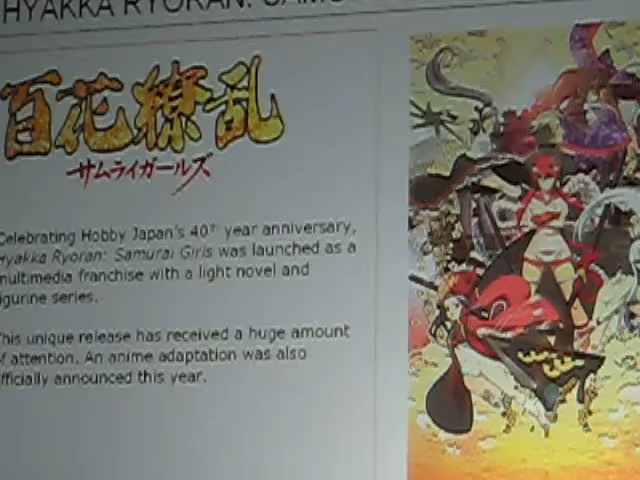 HYAKKA RYORAN: SAMU
百花繚乱
サムライガールズ
Celebrating Hobby Japan's 40th year anniversary,
Hyakka Ryoran: Samurai Girls was launched as a
multimedia franchise with a light novel and
figurine series.
This unique release has received a huge amount
of attention. An anime adaptation was also
officially announced this year.